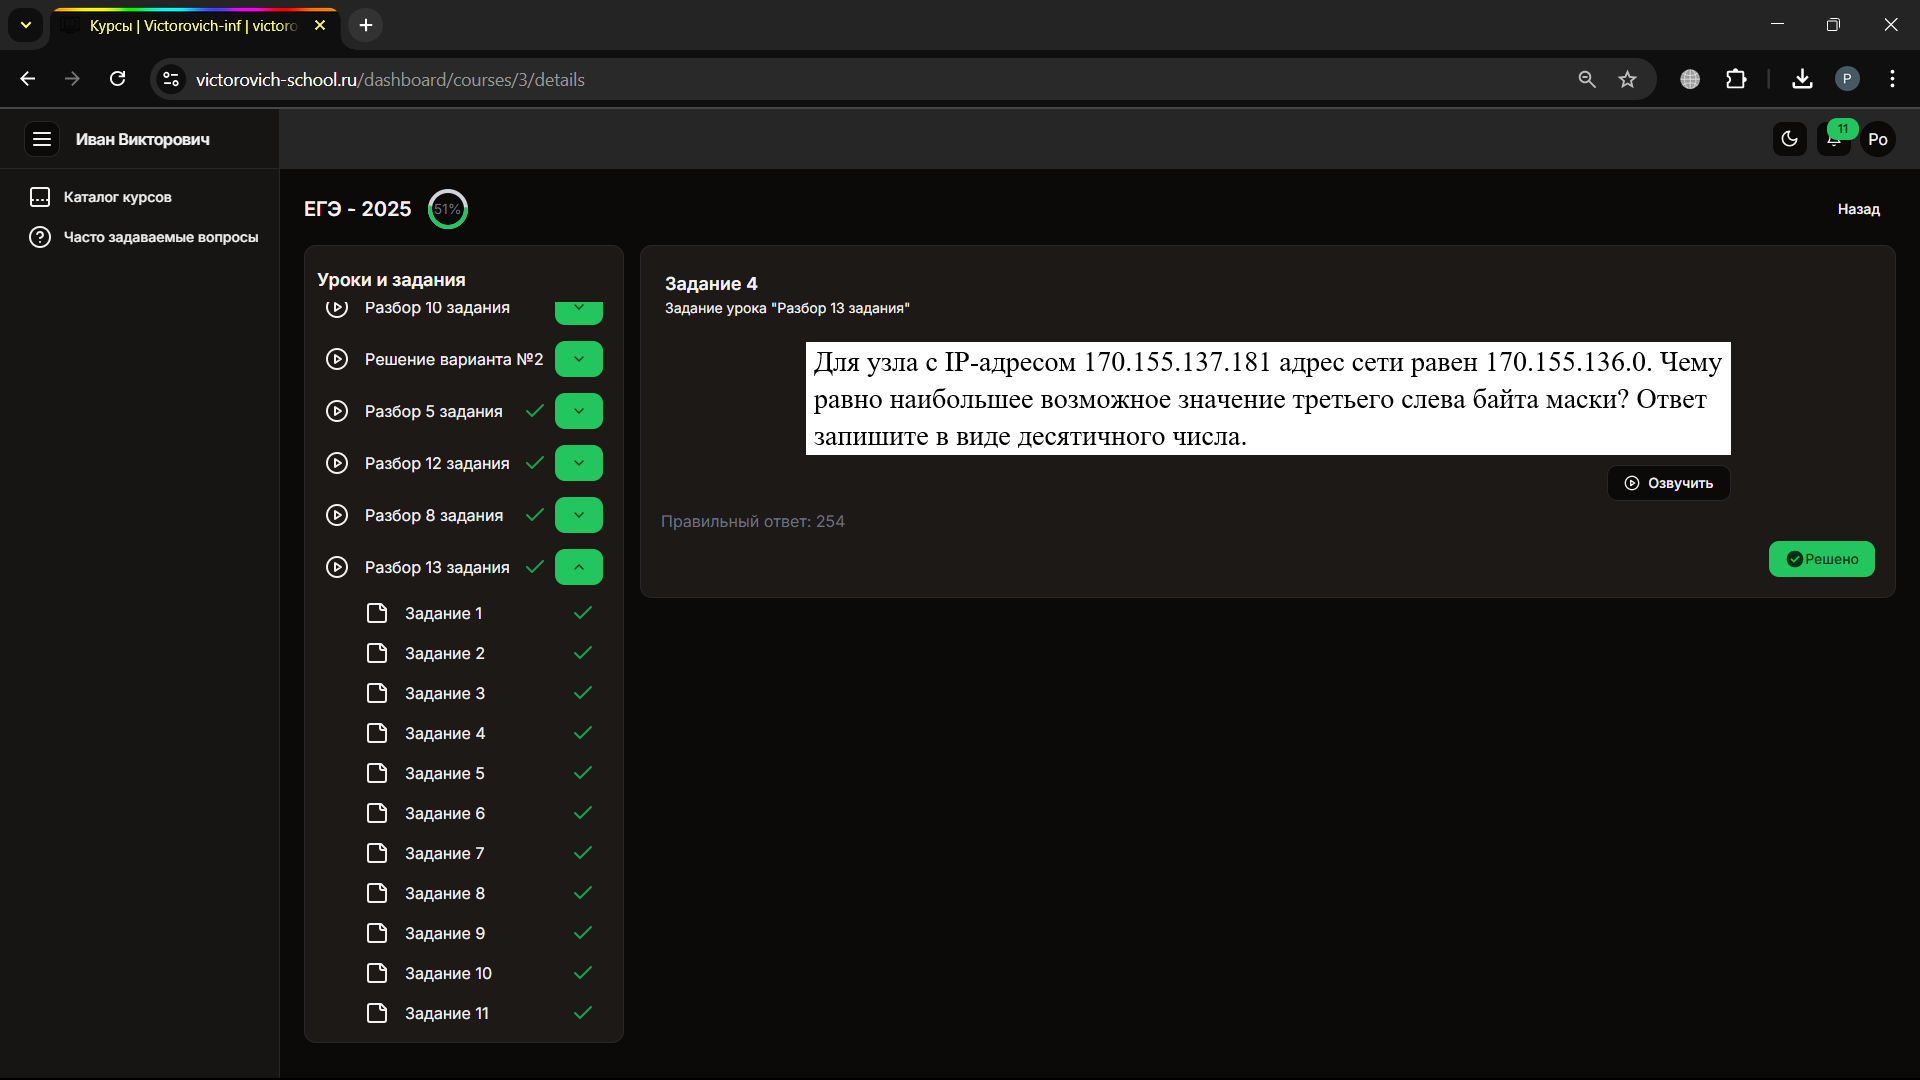 Курсы | Victorovich-inf | victoro
victorovich-school.ru/dashboard/courses/3/details
P
Иван Викторович
11
Po
Каталог курсов
Часто задаваемые вопросы
ЕГЭ - 2025
51%
Назад
Уроки и задания
Разбор 10 задания
Решение варианта №2
Разбор 5 задания
Разбор 12 задания
Разбор 8 задания
Разбор 13 задания
Задание 1
Задание 2
Задание 3
Задание 4
Задание 5
Задание 6
Задание 7
Задание 8
Задание 9
Задание 10
Задание 11
Задание 4
Задание урока "Разбор 13 задания"
Для узла с IP-адресом 170.155.137.181 адрес сети равен 170.155.136.0. Чему
равно наибольшее возможное значение третьего слева байта маски? Ответ
запишите в виде десятичного числа.
Озвучить
Правильный ответ: 254
Решено